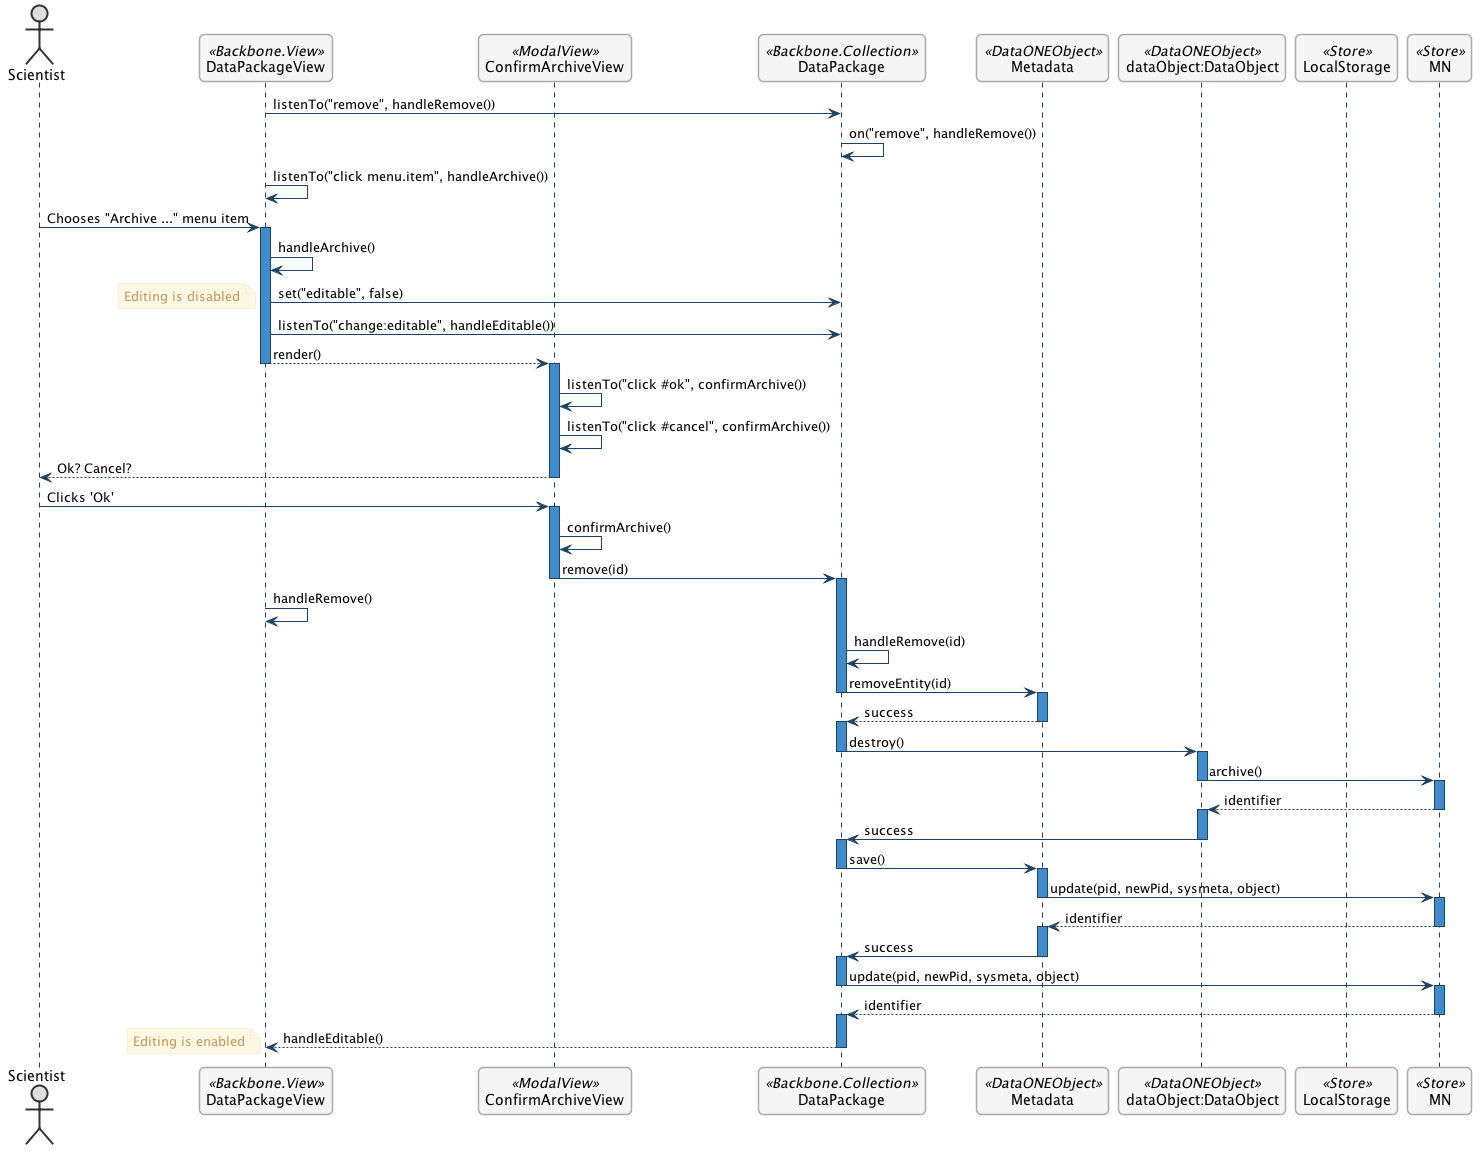 Scientist
«Backbone.View»
DataPackageView
«ModalView»
ConfirmArchiveView
«Backbone.Collection»
DataPackage
«DataONEObject»
Metadata
«DataONEObject»
dataObject:DataObject
«Store»
LocalStorage
«Store»
MN
listenTo("remove", handleRemove())
on("remove", handleRemove())
listenTo("click menu.item", handleArchive())
Chooses "Archive ..." menu item
handleArchive()
Editing is disabled
set("editable", false)
listenTo("change:editable", handleEditable())
render()
listenTo("click #ok", confirmArchive())
listenTo("click #cancel", confirmArchive())
Ok? Cancel?
Clicks 'Ok'
confirmArchive()
remove(id)
handleRemove()
handleRemove(id)
removeEntity(id)
success
destroy()
archive()
identifier
success
save()
update(pid, newPid, sysmeta, object)
identifier
success
update(pid, newPid, sysmeta, object)
identifier
Editing is enabled
handleEditable()
Scientist
«Backbone.View»
DataPackageView
«ModalView»
ConfirmArchiveView
«Backbone.Collection»
DataPackage
«DataONEObject»
Metadata
«DataONEObject»
dataObject:DataObject
«Store»
LocalStorage
«Store»
MN